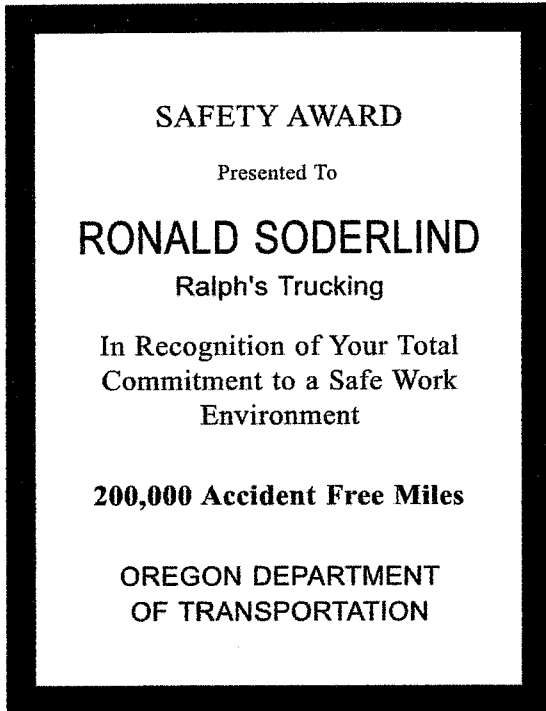 SAFETY AWARD
Presented To
RONALD SODERLIND
Ralph's Trucking
In Recognition of Your Total
Commitment to a Safe Work
Environment
200,000 Accident Free Miles
OREGON DEPARTMENT
OF TRANSPORTATION